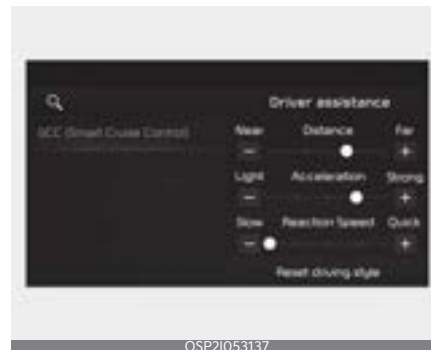 Driver assistance
SCC (Smart Cruise Control)
Near Distance Far
− +
Light Acceleration Strong
− +
Slow Reaction Speed Quick
− +
Reset driving style
OSP2I053137